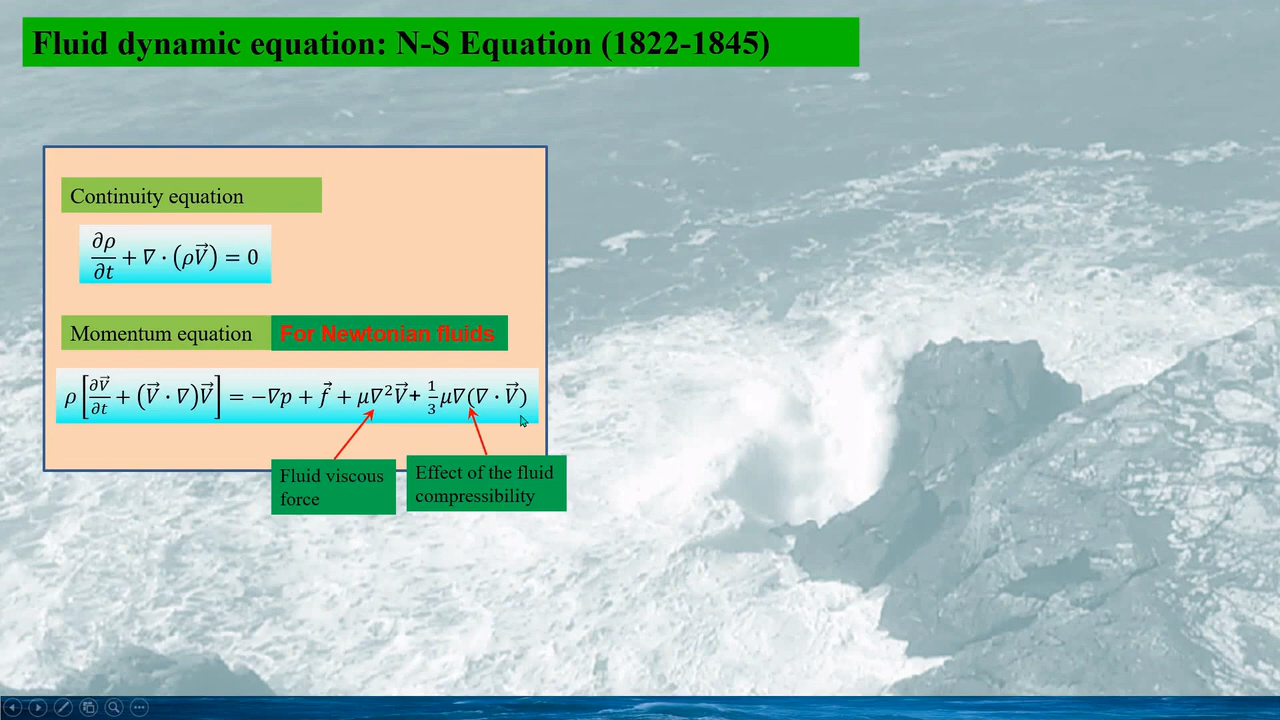 Fluid dynamic equation: N-S Equation (1822-1845)
Continuity equation
∂ρ/∂t + ∇ · (ρV⃗) = 0
Momentum equation For Newtonian fluids
ρ[∂V⃗/∂t + (V⃗ · ∇)V⃗] = −∇p + f⃗ + μ∇²V⃗ + 1/3 μ∇(∇ · V⃗)
Fluid viscous
force
Effect of the fluid
compressibility